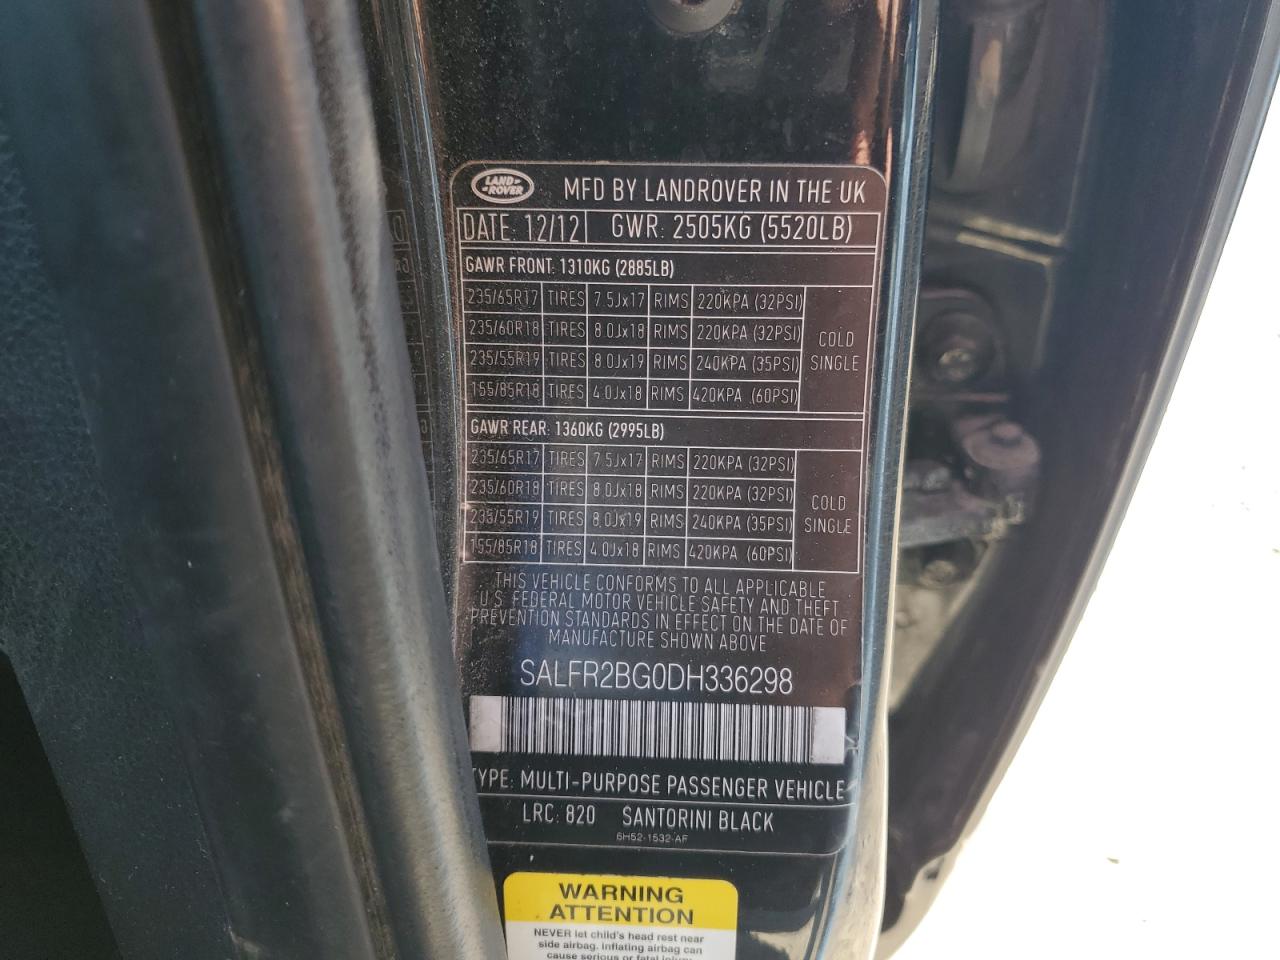 LAND-
-ROVER
MFD BY LANDROVER IN THE UK
DATE: 12/12 GWR: 2505KG (5520LB)
GAWR FRONT: 1310KG (2885LB)
235/65R17 TIRES 7.5Jx17 RIMS 220KPA (32PSI)
235/60R18 TIRES 8.0Jx18 RIMS 220KPA (32PSI)
235/55R19 TIRES 8.0Jx19 RIMS 240KPA (35PSI)
155/85R18 TIRES 4.0Jx18 RIMS 420KPA (60PSI)
COLD
SINGLE
GAWR REAR: 1360KG (2995LB)
235/65R17 TIRES 7.5Jx17 RIMS 220KPA (32PSI)
235/60R18 TIRES 8.0Jx18 RIMS 220KPA (32PSI)
235/55R19 TIRES 8.0Jx19 RIMS 240KPA (35PSI)
155/85R18 TIRES 4.0Jx18 RIMS 420KPA (60PSI)
COLD
SINGLE
THIS VEHICLE CONFORMS TO ALL APPLICABLE
U.S. FEDERAL MOTOR VEHICLE SAFETY AND THEFT
PREVENTION STANDARDS IN EFFECT ON THE DATE OF
MANUFACTURE SHOWN ABOVE
SALFR2BG0DH336298
TYPE: MULTI-PURPOSE PASSENGER VEHICLE
LRC: 820 SANTORINI BLACK
6H52-1532-AF
WARNING
ATTENTION
NEVER let child's head rest near
side airbag. Inflating airbag can
cause serious or fatal injury